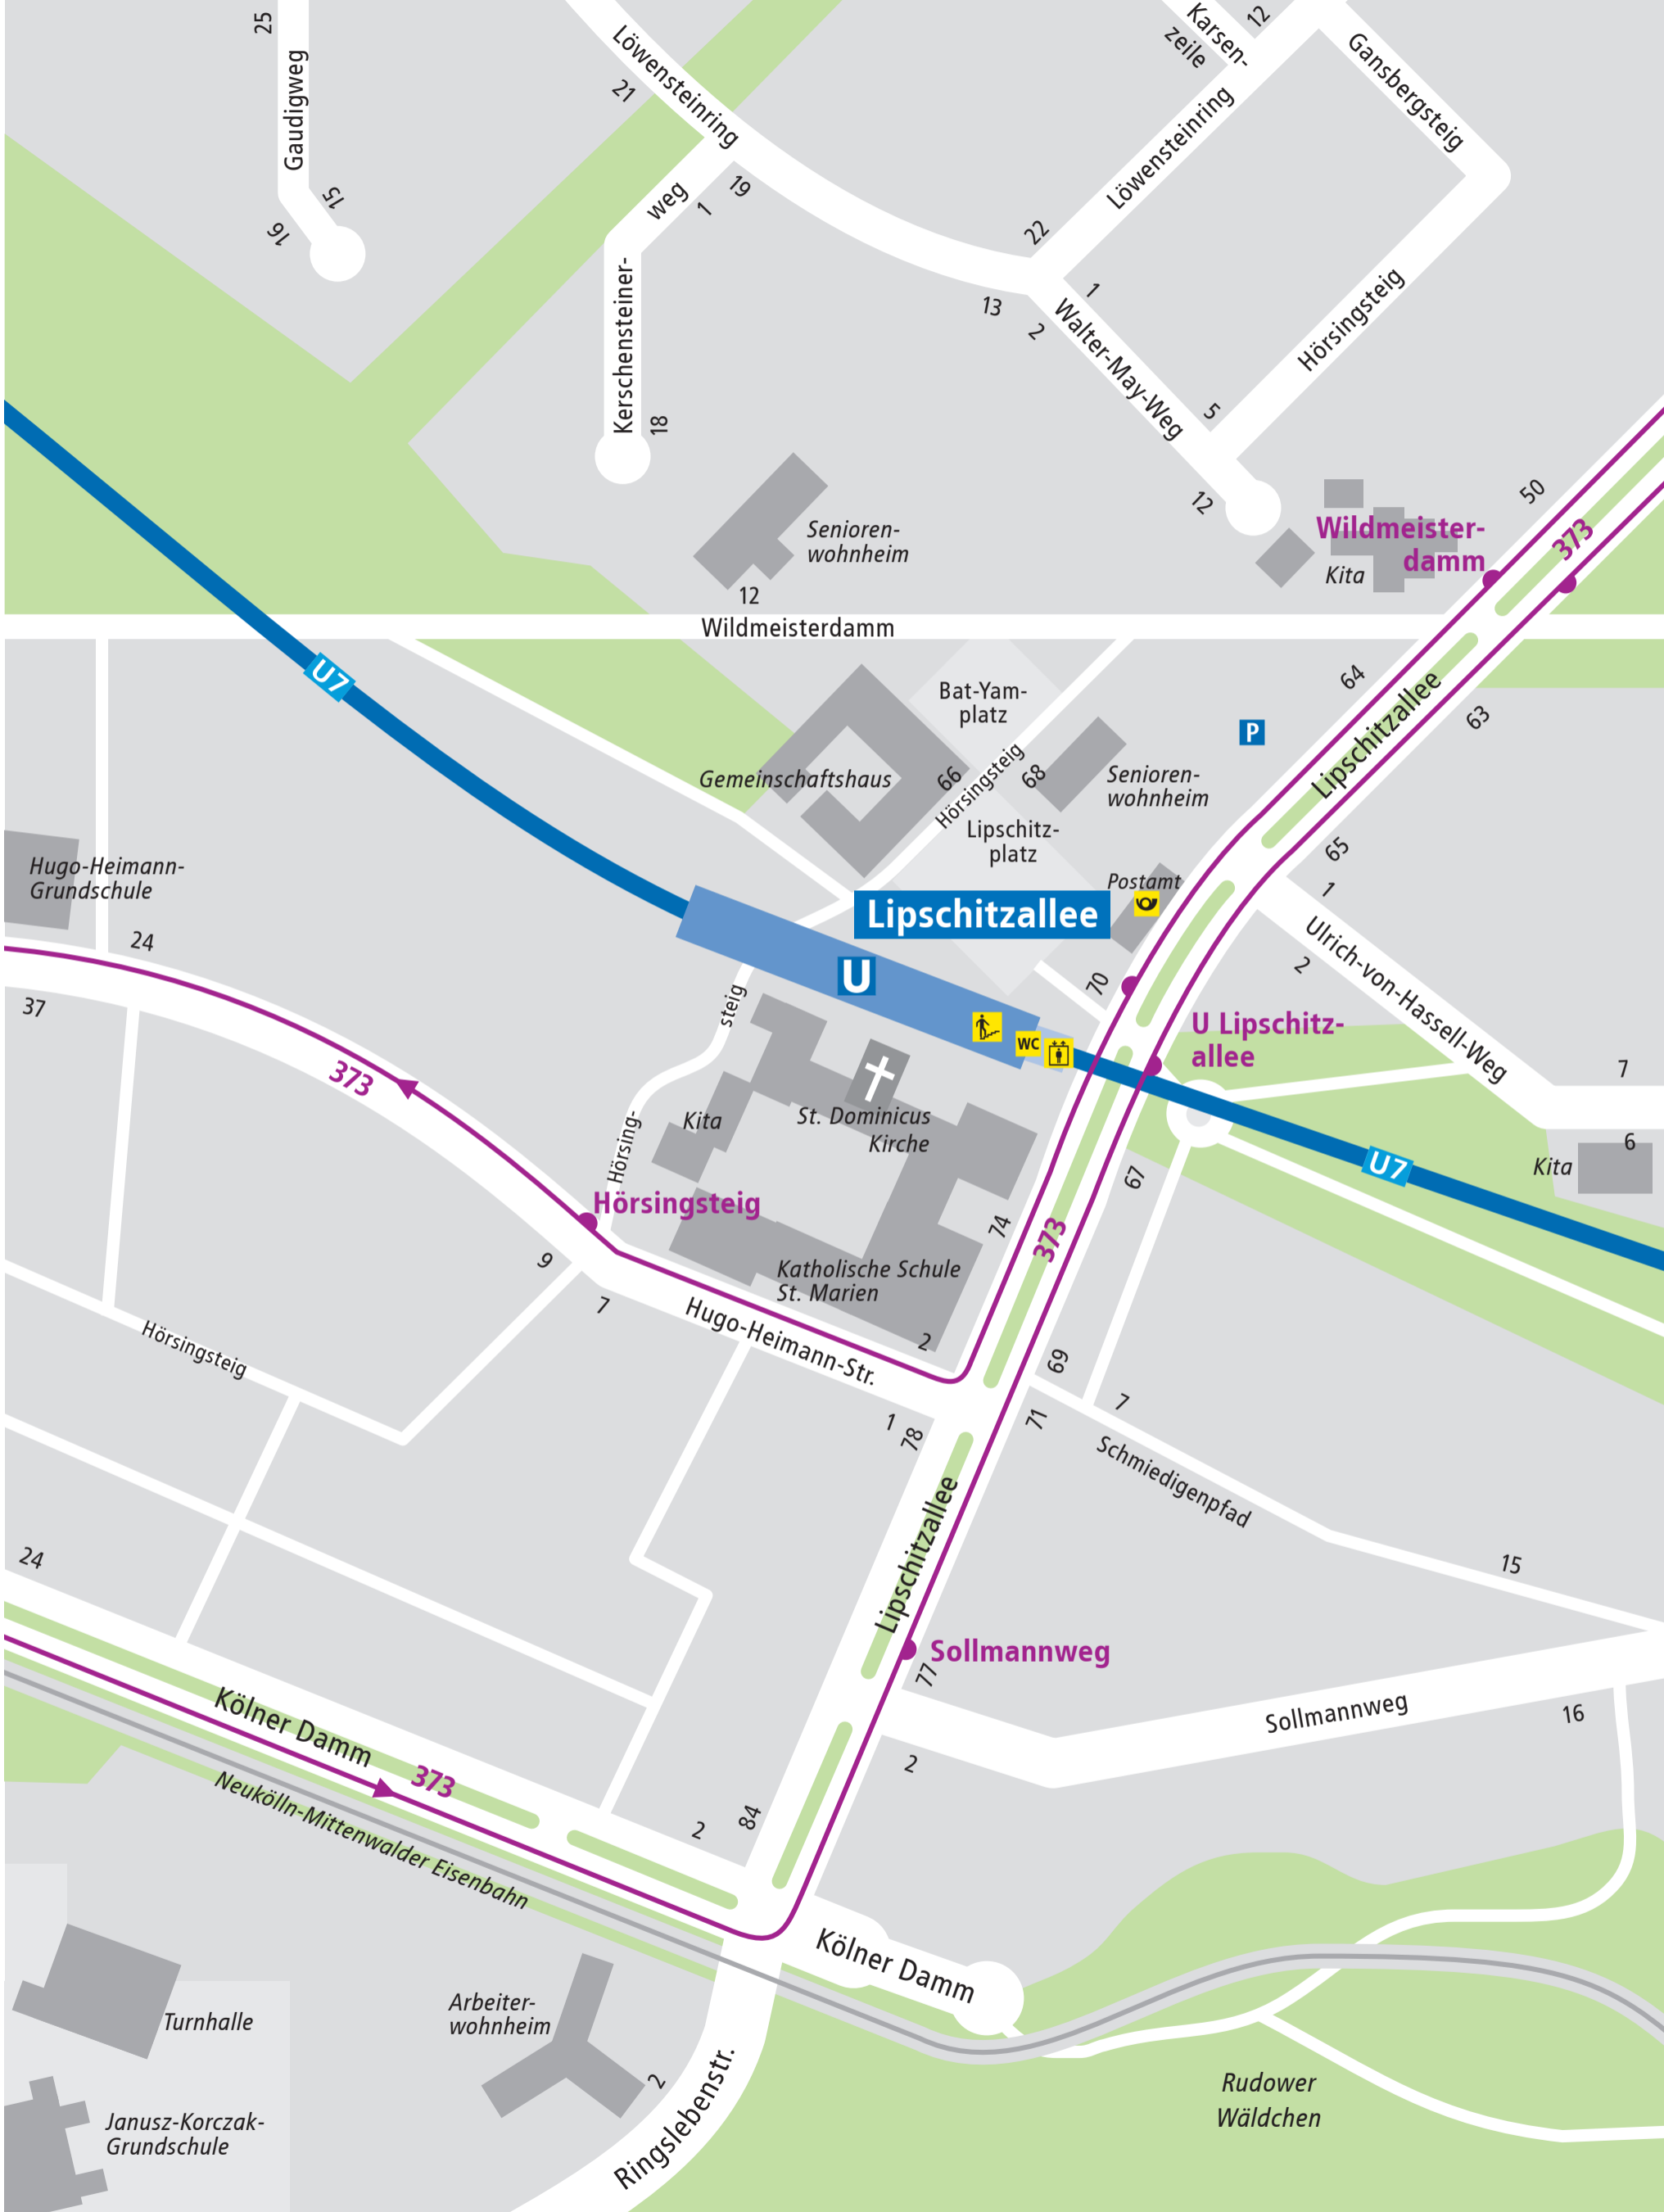 25
Gaudigweg
15
16
Löwensteinring
21
19
weg
1
Kerschensteiner-
18
Karsen-
zeile
12
Gansbergsteig
Löwensteinring
22
13
1
2
Walter-May-Weg
5
12
Hörsingsteig
Senioren-
wohnheim
12
Wildmeisterdamm
Wildmeister-
damm
Kita
50
373
U7
Bat-Yam-
platz
Gemeinschaftshaus
66
Hörsingsteig
68
Senioren-
wohnheim
P
64
Lipschitzallee
63
Lipschitz-
platz
Postamt
65
1
Ulrich-von-Hassell-Weg
2
7
6
Kita
Hugo-Heimann-
Grundschule
24
37
Lipschitzallee
U
WC
70
U Lipschitz-
allee
U7
steig
Hörsing-
373
Kita
St. Dominicus
Kirche
67
74
373
Hörsingsteig
Katholische Schule
St. Marien
9
7
Hugo-Heimann-Str.
2
Hörsingsteig
69
71
7
1
78
Schmiedigenpfad
15
Lipschitzallee
24
Sollmannweg
77
Sollmannweg
16
2
Kölner Damm
373
Neukölln-Mittenwalder Eisenbahn
2
84
Kölner Damm
Turnhalle
Arbeiter-
wohnheim
2
Ringslebenstr.
Janusz-Korczak-
Grundschule
Rudower
Wäldchen